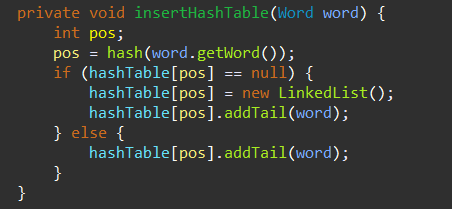 private void insertHashTable(Word word) {
    int pos;
    pos = hash(word.getWord());
    if (hashTable[pos] == null) {
        hashTable[pos] = new LinkedList();
        hashTable[pos].addTail(word);
    } else {
        hashTable[pos].addTail(word);
    }
}